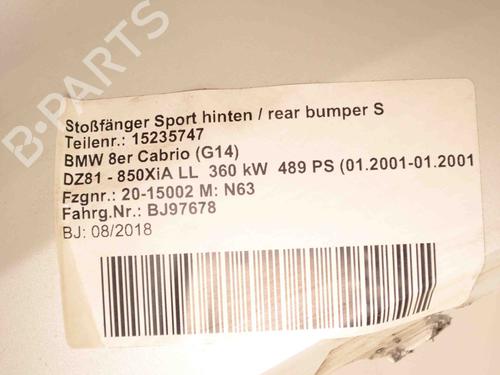 B-PARTS
Stoßfänger Sport hinten / rear bumper S
Teilenr.: 15235747
BMW 8er Cabrio (G14)
DZ81 - 850XiA LL 360 kW 489 PS (01.2001-01.2001
Fzgnr.: 20-15002 M: N63
Fahrg.Nr.: BJ97678
BJ: 08/2018